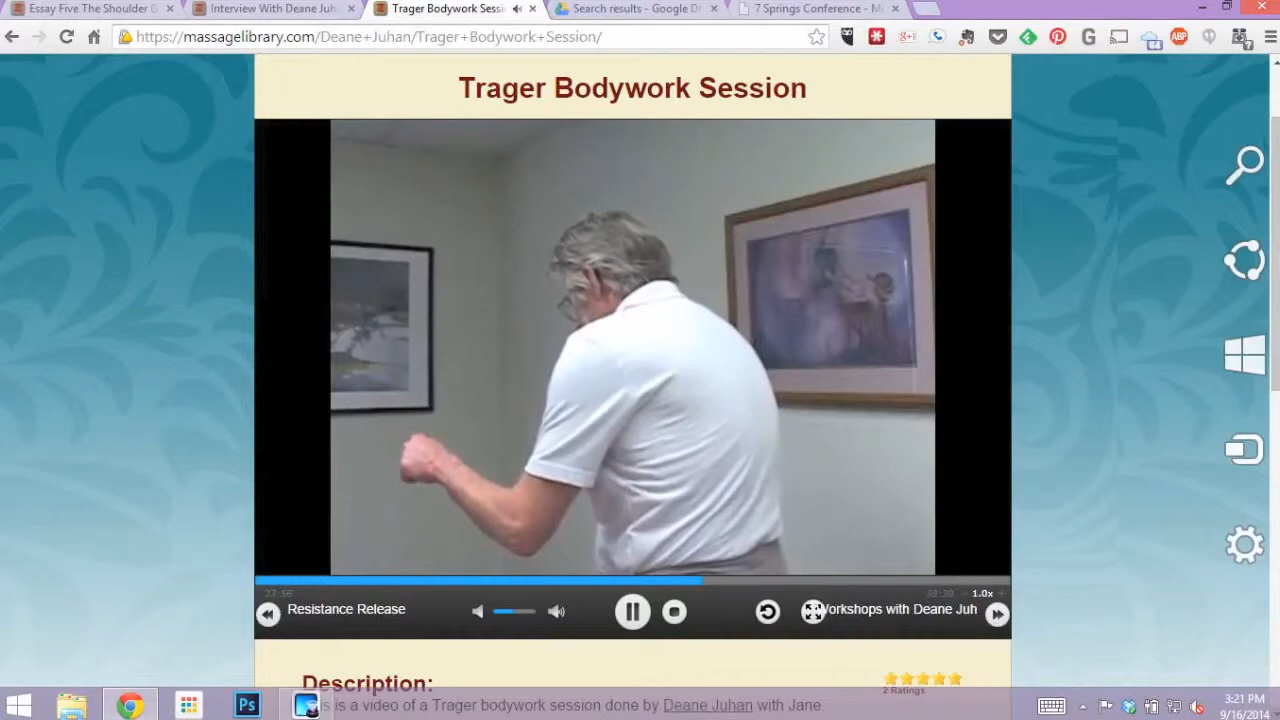 Essay Five The Shoulder G
Interview With Deane Juh
Trager Bodywork Sessi
Search results - Google D
7 Springs Conference - M
https://massagelibrary.com/Deane+Juhan/Trager+Bodywork+Session/
Trager Bodywork Session
38:30 - 1.0x +
Resistance Release
Workshops with Deane Juh
Description:
2 Ratings
is a video of a Trager bodywork session done by Deane Juhan with Jane.
Ps
3:21 PM
9/16/2014